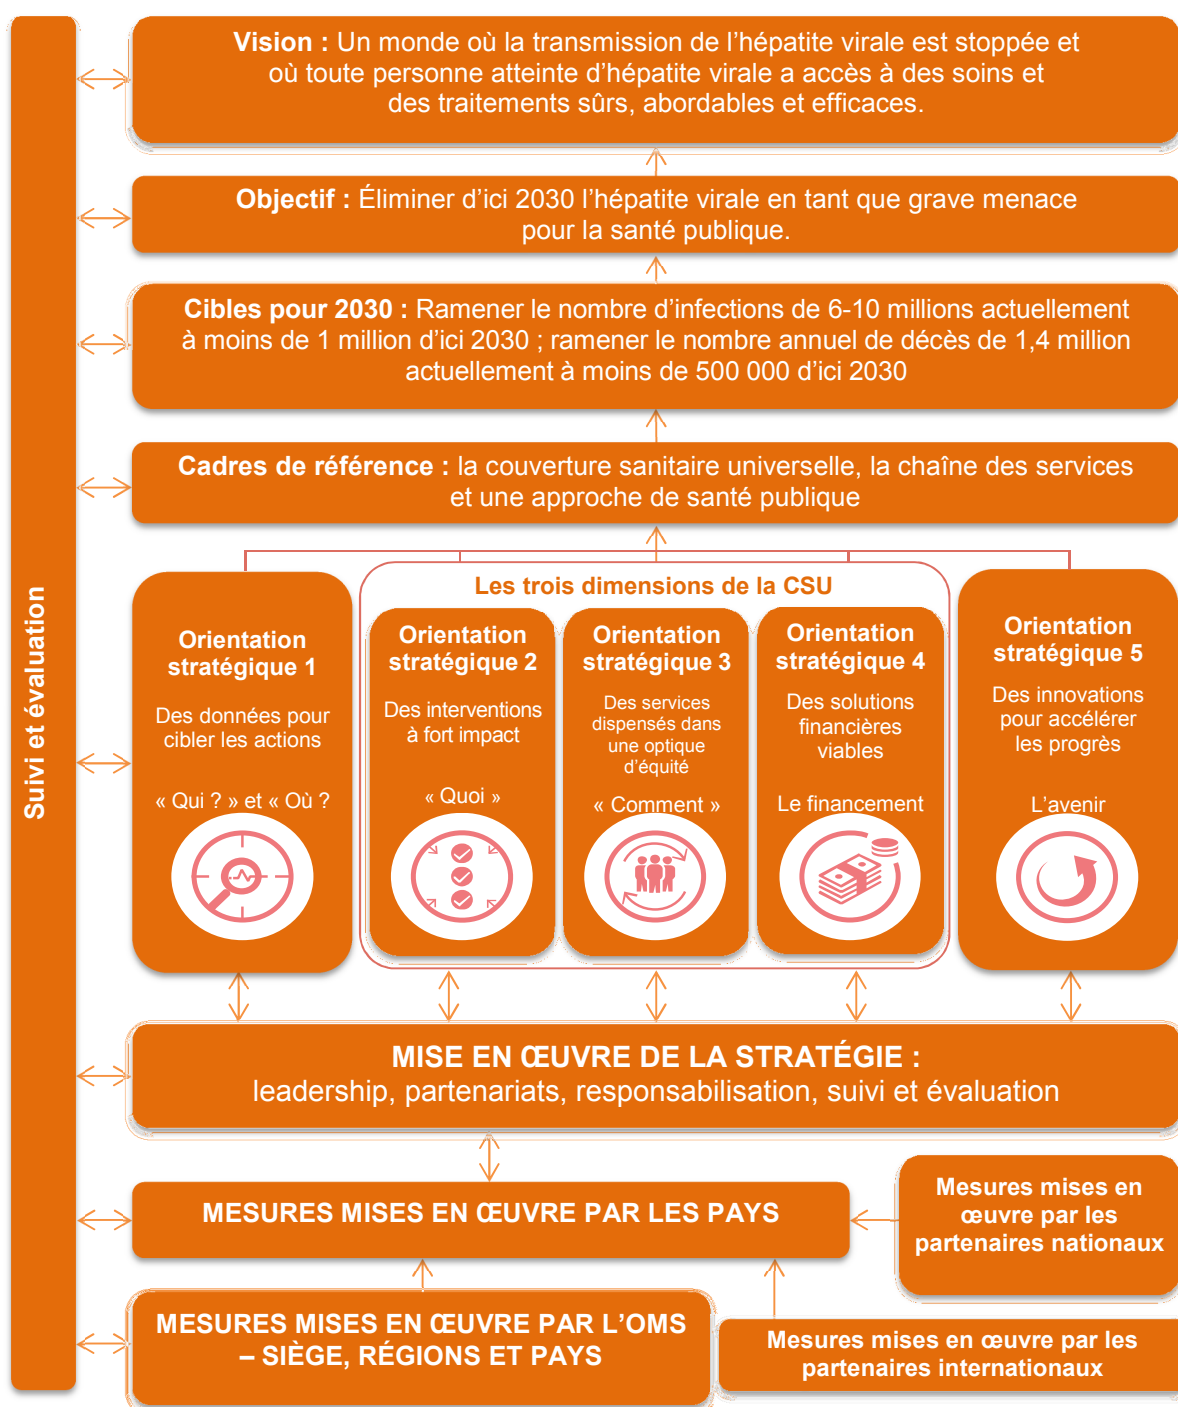 Suivi et évaluation
Vision : Un monde où la transmission de l’hépatite virale est stoppée et
où toute personne atteinte d’hépatite virale a accès à des soins et
des traitements sûrs, abordables et efficaces.
Objectif : Éliminer d’ici 2030 l’hépatite virale en tant que grave menace
pour la santé publique.
Cibles pour 2030 : Ramener le nombre d’infections de 6-10 millions actuellement
à moins de 1 million d’ici 2030 ; ramener le nombre annuel de décès de 1,4 million
actuellement à moins de 500 000 d’ici 2030
Cadres de référence : la couverture sanitaire universelle, la chaîne des services
et une approche de santé publique
Les trois dimensions de la CSU
Orientation
stratégique 1
Des données pour
cibler les actions
« Qui ? » et « Où ?
Orientation
stratégique 2
Des interventions
à fort impact
« Quoi »
Orientation
stratégique 3
Des services
dispensés dans
une optique
d’équité
« Comment »
Orientation
stratégique 4
Des solutions
financières
viables
Le financement
Orientation
stratégique 5
Des innovations
pour accélérer
les progrès
L’avenir
MISE EN ŒUVRE DE LA STRATÉGIE :
leadership, partenariats, responsabilisation, suivi et évaluation
MESURES MISES EN ŒUVRE PAR LES PAYS
Mesures mises en
œuvre par les
partenaires nationaux
MESURES MISES EN ŒUVRE PAR L’OMS
– SIÈGE, RÉGIONS ET PAYS
Mesures mises en œuvre par les
partenaires internationaux